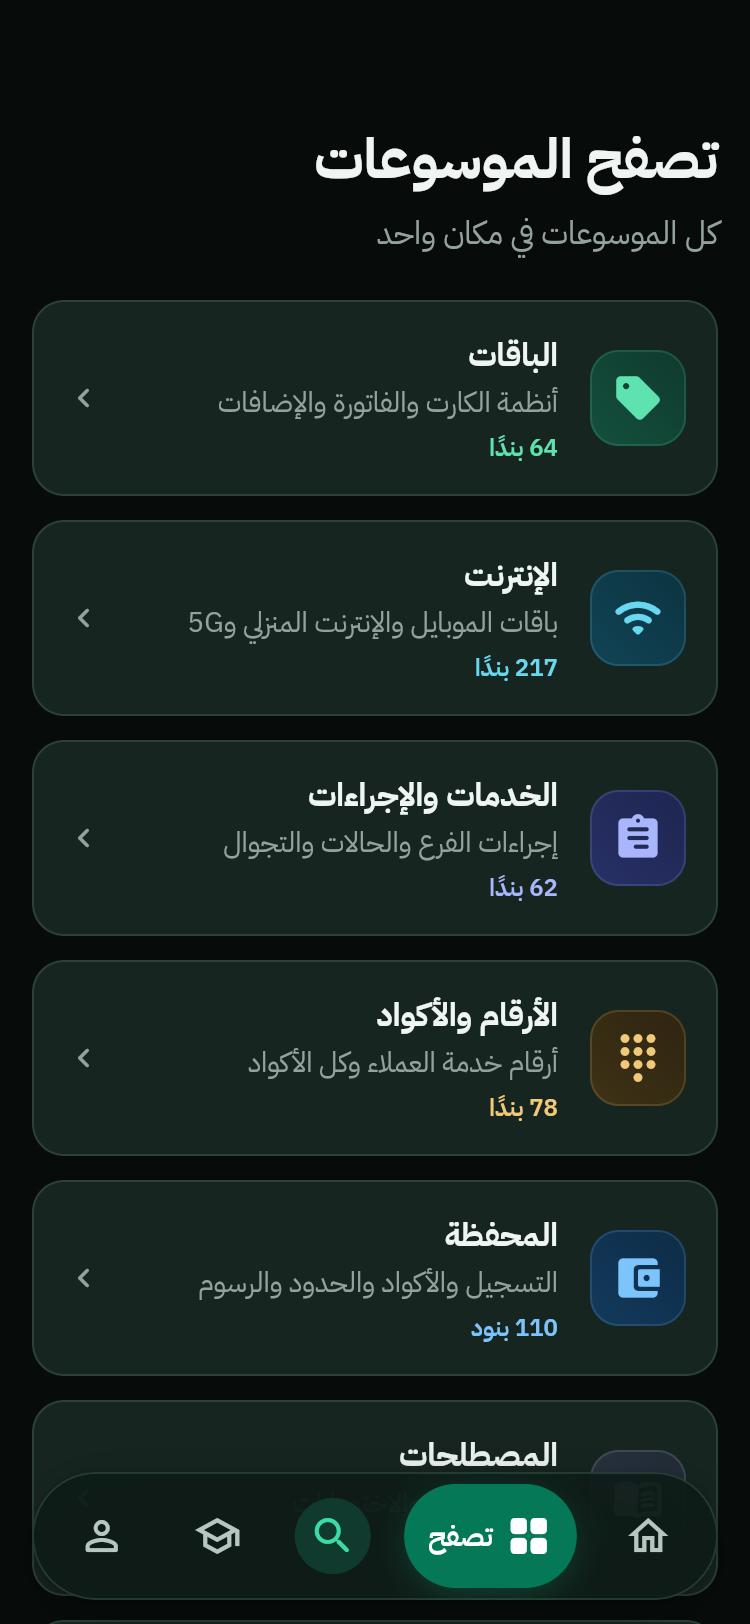 تصفح الموسوعات
كل الموسوعات في مكان واحد
الباقات
أنظمة الكارت والفاتورة والإضافات
64 بندًا
الإنترنت
باقات الموبايل والإنترنت المنزلي و5G
217 بندًا
الخدمات والإجراءات
إجراءات الفرع والحالات والتجوال
62 بندًا
الأرقام والأكواد
أرقام خدمة العملاء وكل الأكواد
78 بندًا
المحفظة
التسجيل والأكواد والحدود والرسوم
110 بنود
المصطلحات
تصفح